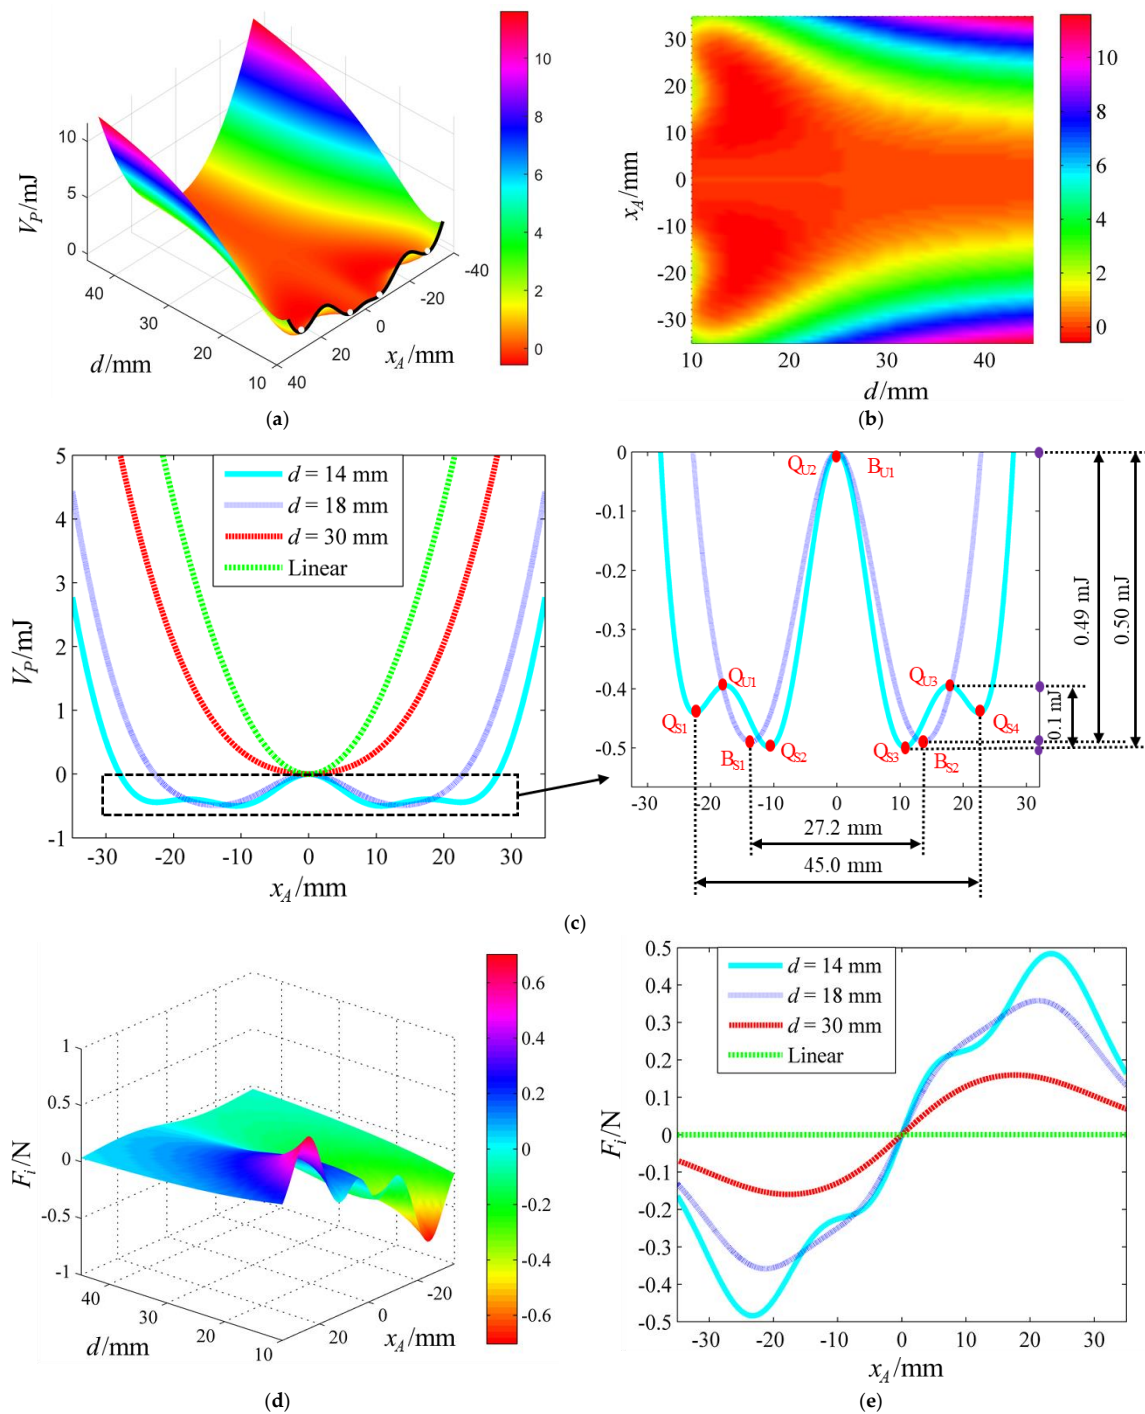 10
5
0
V_P/mJ
40
30
20
10
d/mm
40
20
0
-20
-40
x_A/mm
10
8
6
4
2
0
(a)
30
20
10
0
-10
-20
-30
x_A/mm
10
20
30
40
d/mm
10
8
6
4
2
0
(b)
5
4
3
2
1
0
-1
V_P/mJ
d = 14 mm
d = 18 mm
d = 30 mm
Linear
-30 -20 -10 0 10 20 30
x_A/mm
0
-0.1
-0.2
-0.3
-0.4
-0.5
Q_U2 B_U1
Q_U1 Q_U3
Q_S1 Q_S4
B_S1 Q_S2 Q_S3 B_S2
0.1 mJ
0.49 mJ
0.50 mJ
-30 -20 -10 0 10 20 30
27.2 mm
45.0 mm
(c)
1
0.5
0
-0.5
-1
F_i/N
40
30
20
10
d/mm
20
0
-20
x_A/mm
0.6
0.4
0.2
0
-0.2
-0.4
-0.6
(d)
0.5
0.4
0.3
0.2
0.1
0
-0.1
-0.2
-0.3
-0.4
-0.5
F_i/N
d = 14 mm
d = 18 mm
d = 30 mm
Linear
-30 -20 -10 0 10 20 30
x_A/mm
(e)